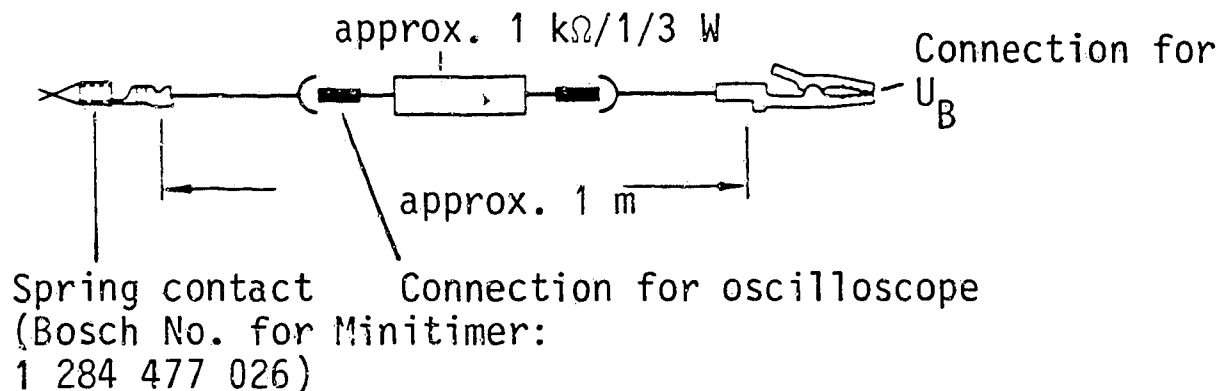 approx. 1 kΩ/1/3 W
Connection for
U_B
approx. 1 m
Spring contact
(Bosch No. for Minitimer:
1 284 477 026)
Connection for oscilloscope